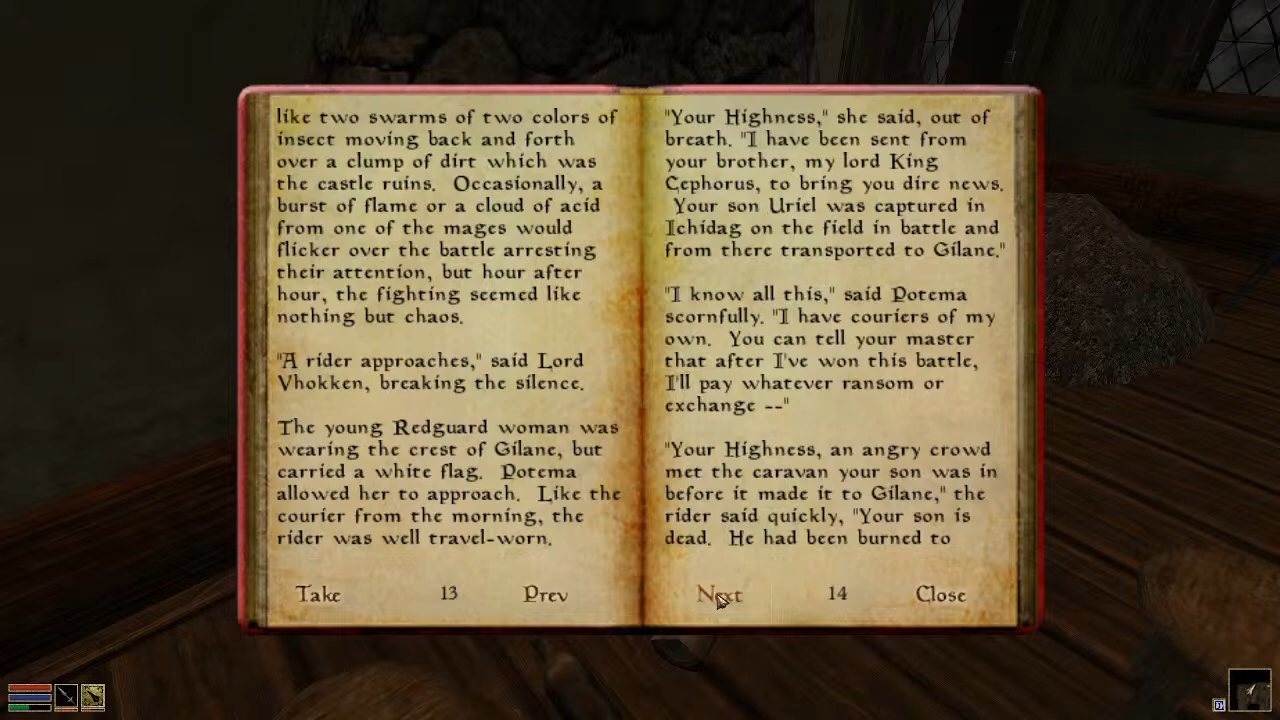 like two swarms of two colors of
insect moving back and forth
over a clump of dirt which was
the castle ruins.  Occasionally, a
burst of flame or a cloud of acid
from one of the mages would
flicker over the battle arresting
their attention, but hour after
hour, the fighting seemed like
nothing but chaos.
"A rider approaches," said Lord
Vhokken, breaking the silence.
The young Redguard woman was
wearing the crest of Gilane, but
carried a white flag.  Potema
allowed her to approach.  Like the
courier from the morning, the
rider was well travel-worn.
"Your Highness," she said, out of
breath. "I have been sent from
your brother, my lord King
Cephorus, to bring you dire news.
Your son Uriel was captured in
Ichidag on the field in battle and
from there transported to Gilane."
"I know all this," said Potema
scornfully. "I have couriers of my
own.  You can tell your master
that after I've won this battle,
I'll pay whatever ransom or
exchange --"
"Your Highness, an angry crowd
met the caravan your son was in
before it made it to Gilane," the
rider said quickly, "Your son is
dead.  He had been burned to
Take 13 Prev Next 14 Close